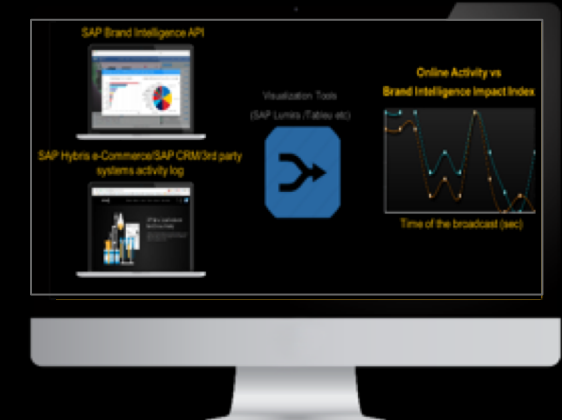 SAP Brand Intelligence API
SAP Hybris e-Commerce/SAP CRM/3rd party
systems activity log
Visualization Tools
(SAP Lumira /Tableu etc)
Online Activity vs
Brand Intelligence Impact Index
Time of the broadcast (sec)